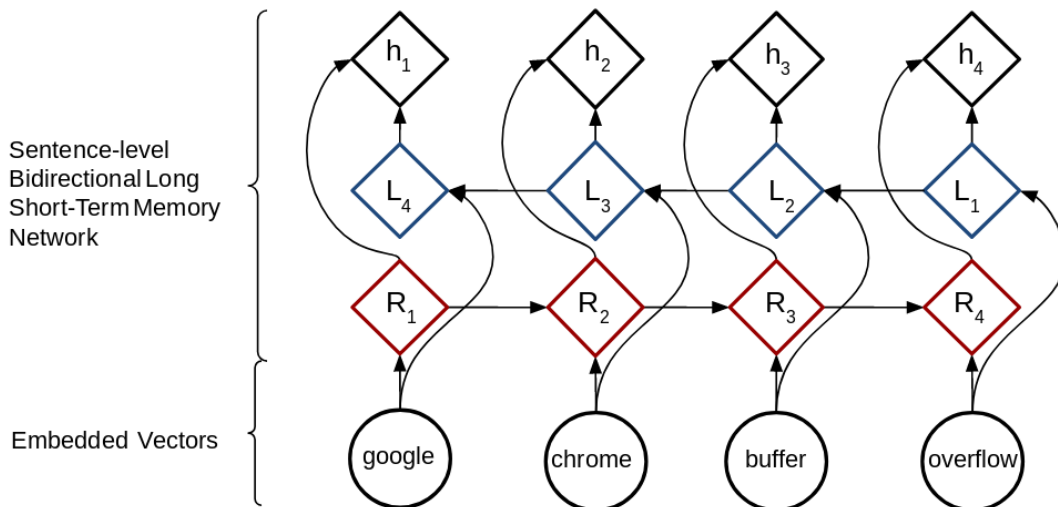 h1 h2 h3 h4
Sentence-level
Bidirectional Long
Short-Term Memory
Network
L4 L3 L2 L1
R1 R2 R3 R4
Embedded Vectors
google chrome buffer overflow